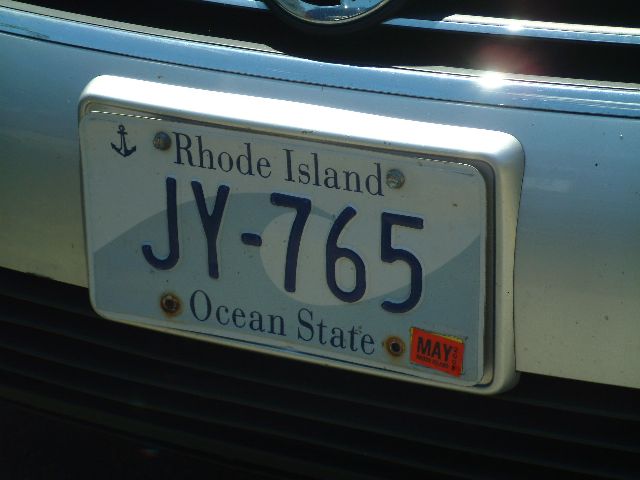 Rhode Island
JY-765
Ocean State
MAY